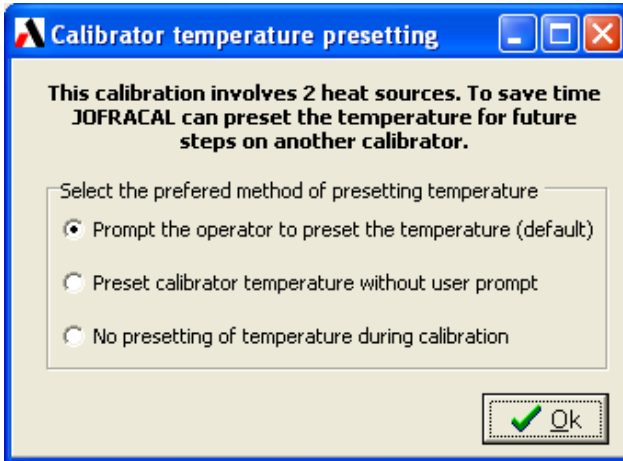 Calibrator temperature presetting
This calibration involves 2 heat sources. To save time
JOFRACAL can preset the temperature for future
steps on another calibrator.
Select the prefered method of presetting temperature
Prompt the operator to preset the temperature (default)
Preset calibrator temperature without user prompt
No presetting of temperature during calibration
Ok